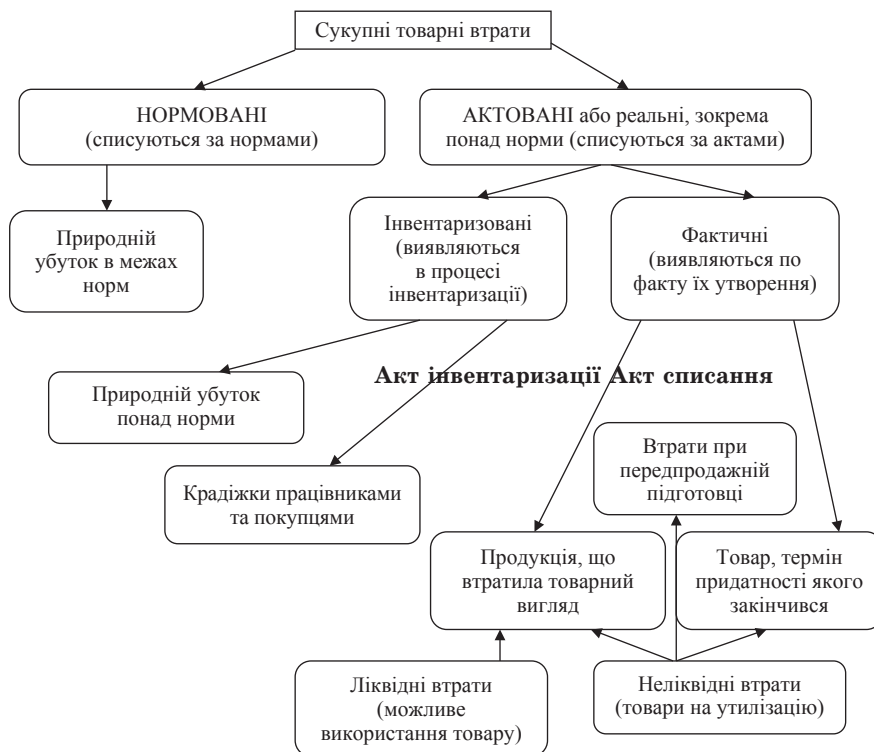 Сукупні товарні втрати
НОРМОВАНІ
(списуються за нормами)
АКТОВАНІ або реальні, зокрема
понад норми (списуються за актами)
Природній
убуток в межах
норм
Інвентаризовані
(виявляються
в процесі
інвентаризації)
Фактичні
(виявляються по
факту їх утворення)
Акт інвентаризації Акт списання
Природній убуток
понад норми
Втрати при
передпродажній
підготовці
Крадіжки працівниками
та покупцями
Продукція, що
втратила товарний
вигляд
Товар, термін
придатності якого
закінчився
Ліквідні втрати
(можливе
використання товару)
Неліквідні втрати
(товари на утилізацію)